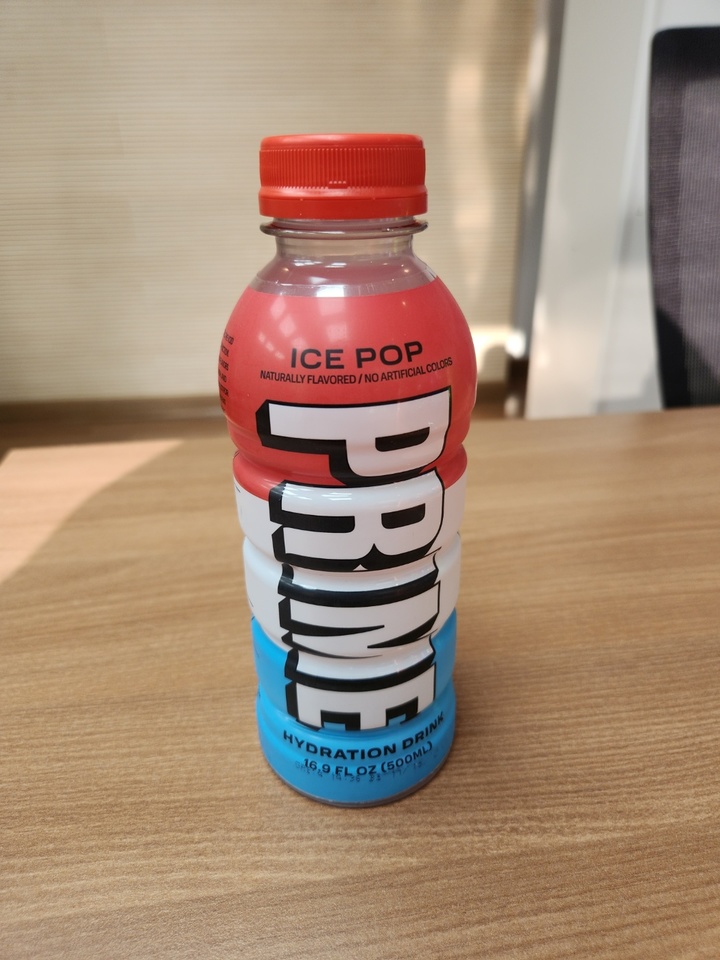 ICE POP
NATURALLY FLAVORED / NO ARTIFICIAL COLORS
PRIME
HYDRATION DRINK
16.9 FL OZ (500ML)